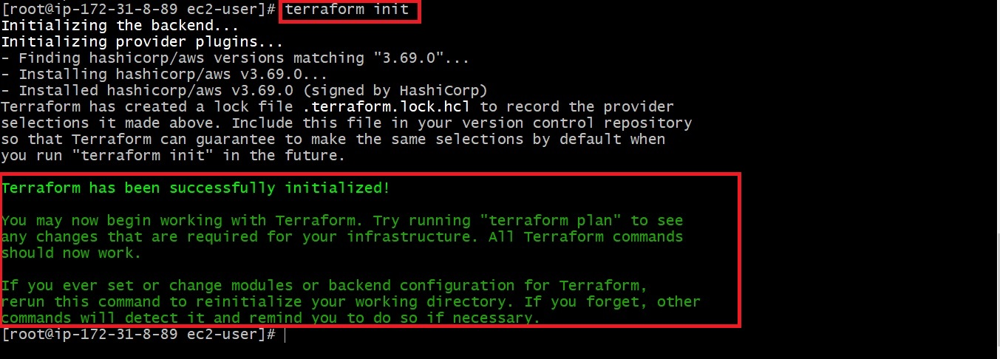 [root@ip-172-31-8-89 ec2-user]# terraform init
Initializing the backend...
Initializing provider plugins...
- Finding hashicorp/aws versions matching "3.69.0"...
- Installing hashicorp/aws v3.69.0...
- Installed hashicorp/aws v3.69.0 (signed by HashiCorp)
Terraform has created a lock file .terraform.lock.hcl to record the provider
selections it made above. Include this file in your version control repository
so that Terraform can guarantee to make the same selections by default when
you run "terraform init" in the future.
Terraform has been successfully initialized!
You may now begin working with Terraform. Try running "terraform plan" to see
any changes that are required for your infrastructure. All Terraform commands
should now work.
If you ever set or change modules or backend configuration for Terraform,
rerun this command to reinitialize your working directory. If you forget, other
commands will detect it and remind you to do so if necessary.
[root@ip-172-31-8-89 ec2-user]#